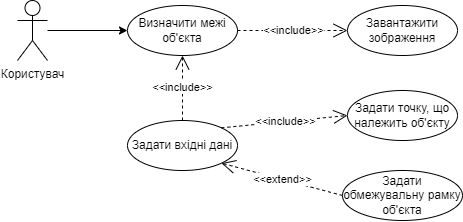 Визначити межі
об'єкта
<<include>>
Завантажити
зображення
Користувач
<<include>>
Задати вхідні дані
<<include>>
Задати точку, що
належить об'єкту
<<extend>>
Задати
обмежувальну рамку
об'єкта